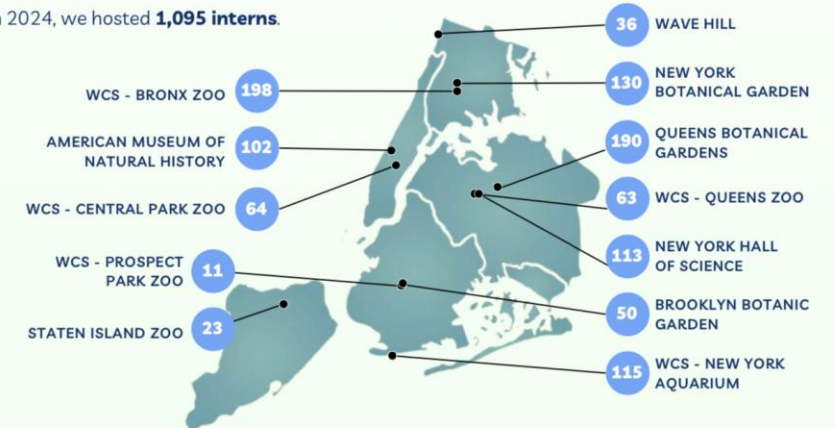 2024, we hosted 1,095 interns.
36 WAVE HILL
WCS - BRONX ZOO 198
130 NEW YORK
BOTANICAL GARDEN
AMERICAN MUSEUM OF
NATURAL HISTORY
102
190 QUEENS BOTANICAL
GARDENS
WCS - CENTRAL PARK ZOO 64
63 WCS - QUEENS ZOO
113 NEW YORK HALL
OF SCIENCE
WCS - PROSPECT
PARK ZOO
11
50 BROOKLYN BOTANIC
GARDEN
STATEN ISLAND ZOO 23
115 WCS - NEW YORK
AQUARIUM